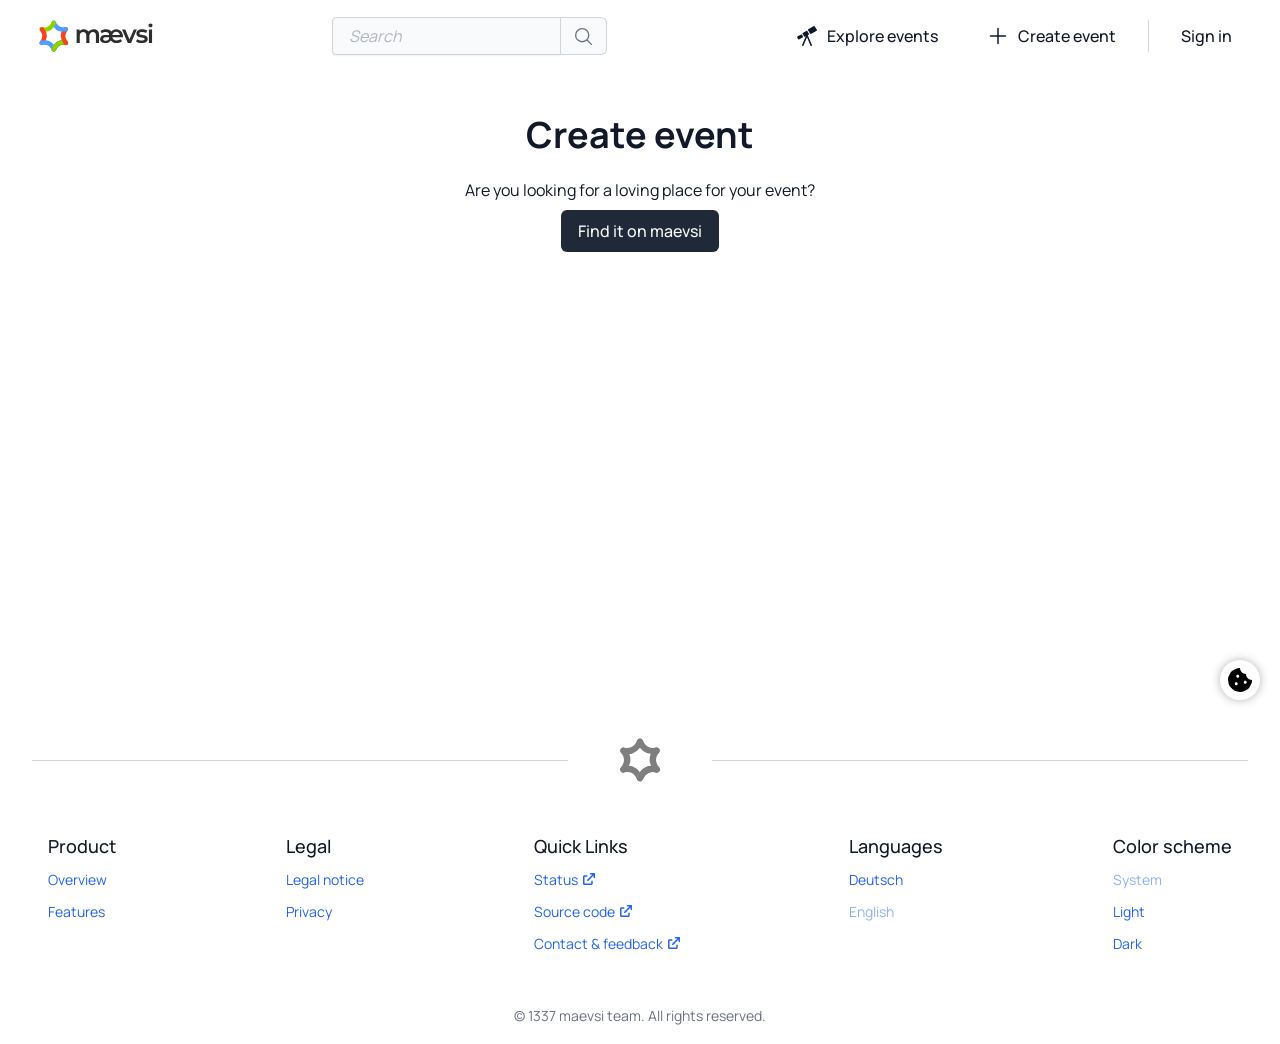 mævsi
Search
Explore events
Create event
Sign in
Create event
Are you looking for a loving place for your event?
Find it on maevsi
Product
Overview
Features
Legal
Legal notice
Privacy
Quick Links
Status
Source code
Contact & feedback
Languages
Deutsch
English
Color scheme
System
Light
Dark
© 1337 maevsi team. All rights reserved.